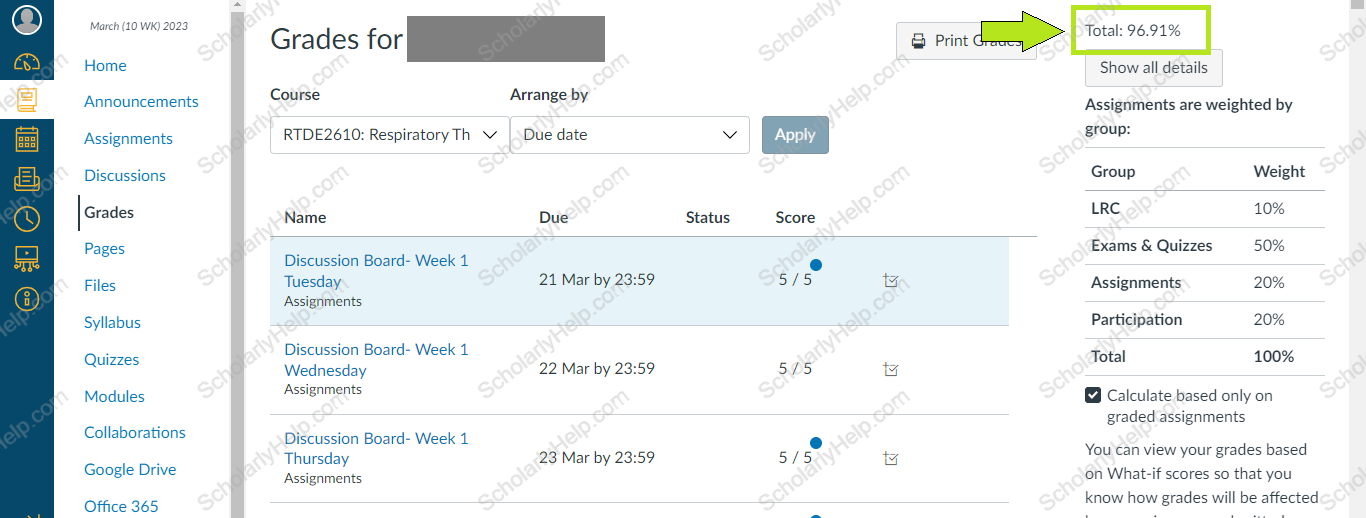 March (10 WK) 2023
Home
Announcements
Assignments
Discussions
Grades
Pages
Files
Syllabus
Quizzes
Modules
Collaborations
Google Drive
Office 365
Grades for
Print Grades
Course
Arrange by
RTDE2610: Respiratory Th
Due date
Apply
Name Due Status Score
Discussion Board- Week 1
Tuesday
Assignments
21 Mar by 23:59
5 / 5
Discussion Board- Week 1
Wednesday
Assignments
22 Mar by 23:59
5 / 5
Discussion Board- Week 1
Thursday
Assignments
23 Mar by 23:59
5 / 5
Total: 96.91%
Show all details
Assignments are weighted by
group:
Group Weight
LRC 10%
Exams & Quizzes 50%
Assignments 20%
Participation 20%
Total 100%
Calculate based only on
graded assignments
You can view your grades based
on What-if scores so that you
know how grades will be affected
ScholarlyHelp.com